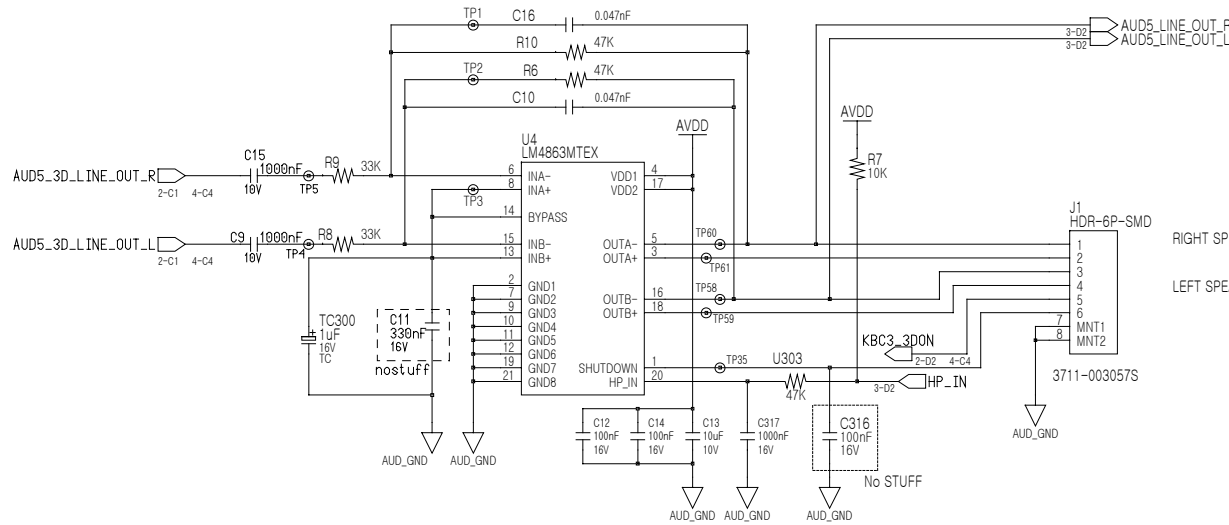 TP1 C16 0.047nF
R10 47K
TP2 R6 47K
C10 0.047nF
AUD5_LINE_OUT_R
3-D2
AUD5_LINE_OUT_L
3-D2
AVDD
AVDD
R7
10K
U4
LM4863MTEX
AUD5_3D_LINE_OUT_R
2-C1 4-C4
C15
1000nF
10V
TP5
R9 33K
TP3
AUD5_3D_LINE_OUT_L
2-C1 4-C4
C9 1000nF
10V
TP4
R8 33K
6 INA-
8 INA+
14 BYPASS
15 INB-
13 INB+
2 GND1
7 GND2
9 GND3
10 GND4
11 GND5
12 GND6
19 GND7
21 GND8
VDD1 4
VDD2 17
OUTA- 5
OUTA+ 3
OUTB- 16
OUTB+ 18
SHUTDOWN 1
HP_IN 20
TP60
TP61
TP58
TP59
TP35
U303
47K
KBC3_3DON
2-D2 4-C4
3-D2 HP_IN
J1
HDR-6P-SMD
1
2
3
4
5
6
7 MNT1
8 MNT2
3711-003057S
RIGHT SP
LEFT SPE
TC300
1uF
16V
TC
C11
330nF
16V
nostuff
C12
100nF
16V
C14
100nF
16V
C13
10uF
10V
C317
1000nF
16V
C316
100nF
16V
No STUFF
AUD_GND
AUD_GND
AUD_GND
AUD_GND
AUD_GND
AUD_GND